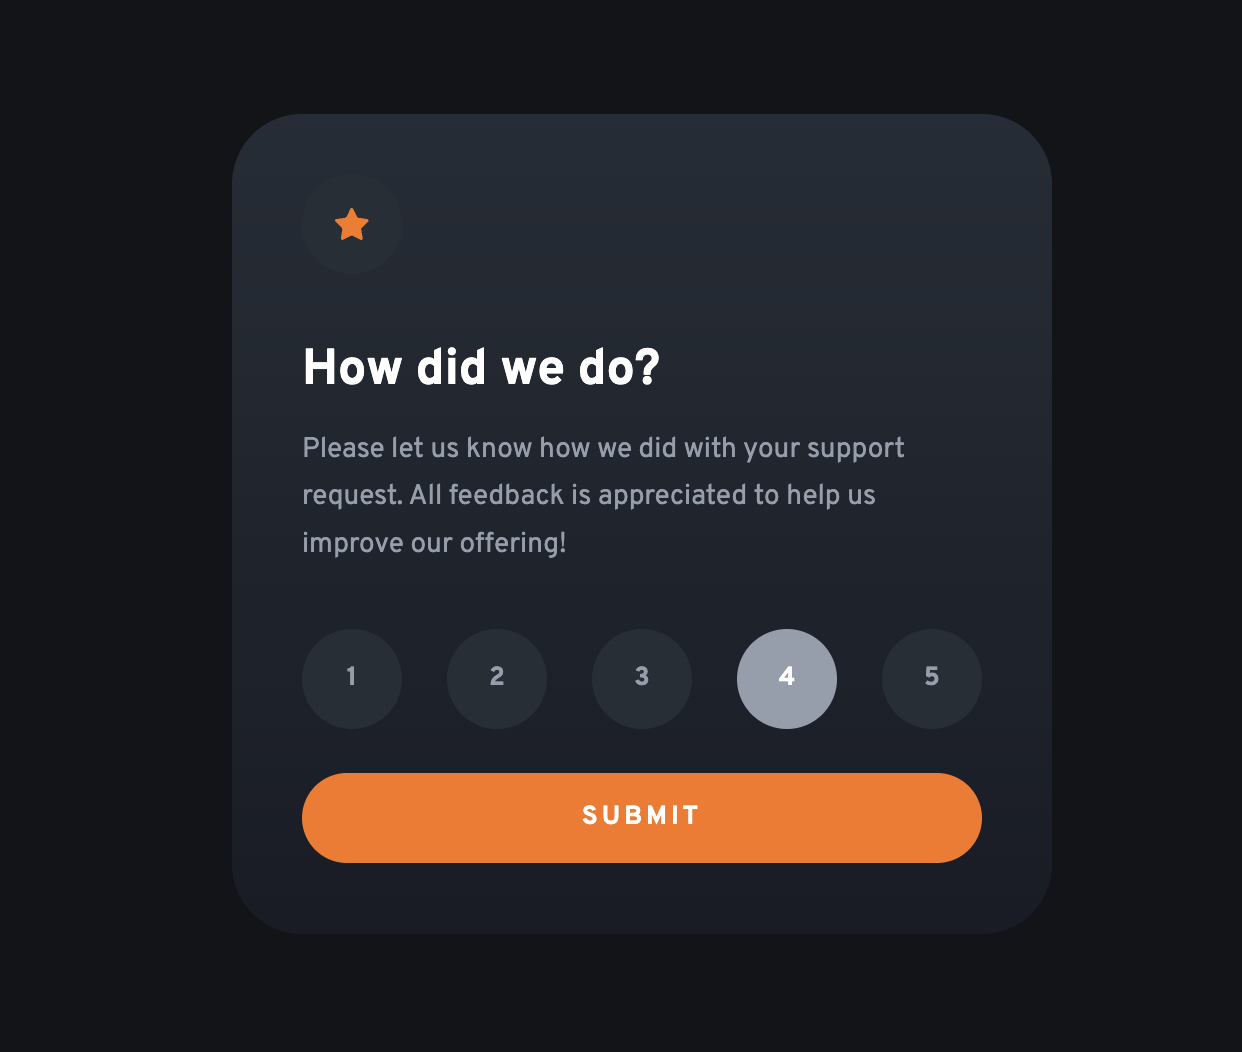 How did we do?
Please let us know how we did with your support
request. All feedback is appreciated to help us
improve our offering!
1 2 3 4 5
SUBMIT